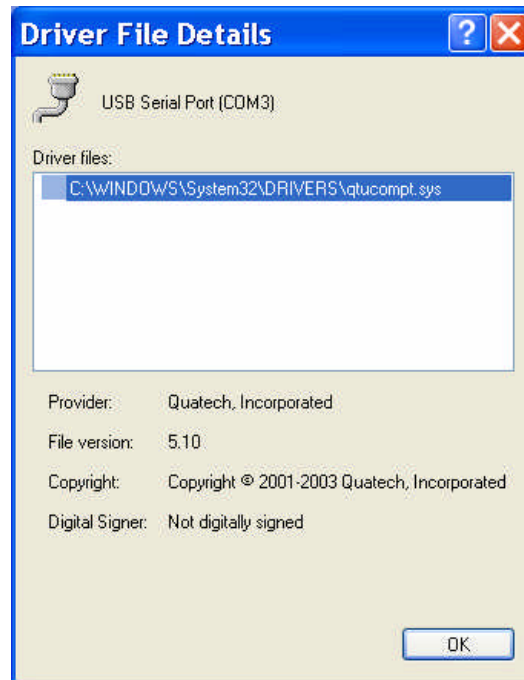 Driver File Details
USB Serial Port (COM3)
Driver files:
C:\WINDOWS\System32\DRIVERS\qtucompt.sys
Provider: Quatech, Incorporated
File version: 5.10
Copyright: Copyright © 2001-2003 Quatech, Incorporated
Digital Signer: Not digitally signed
OK